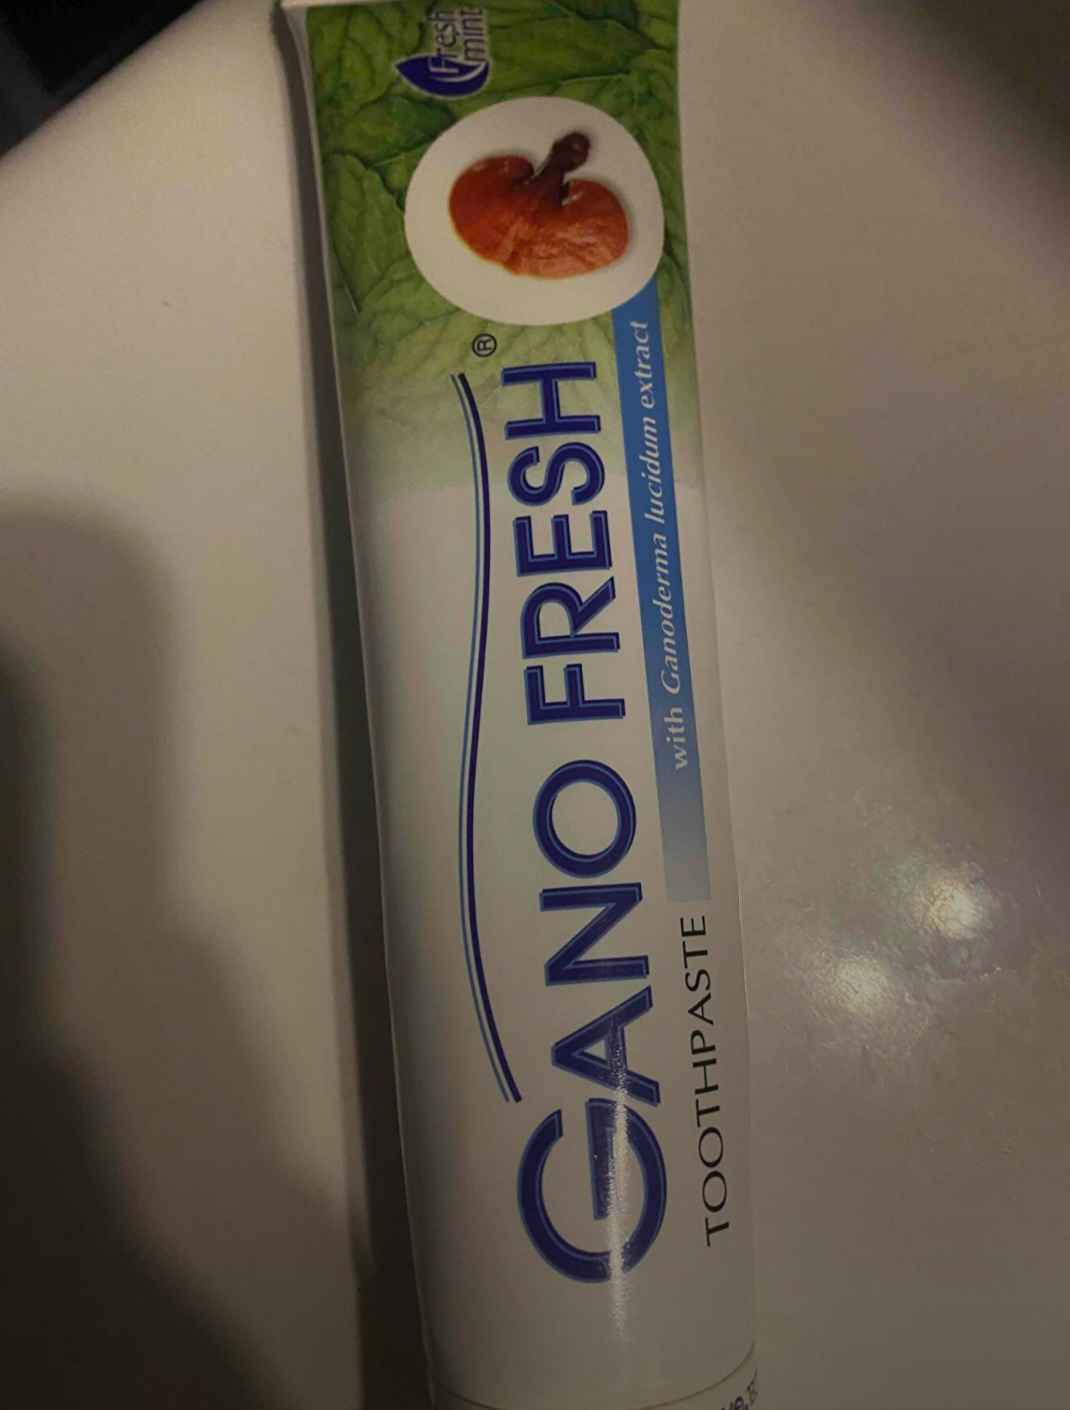 Fresh
mint
GANO FRESH®
with Ganoderma lucidum extract
TOOTHPASTE